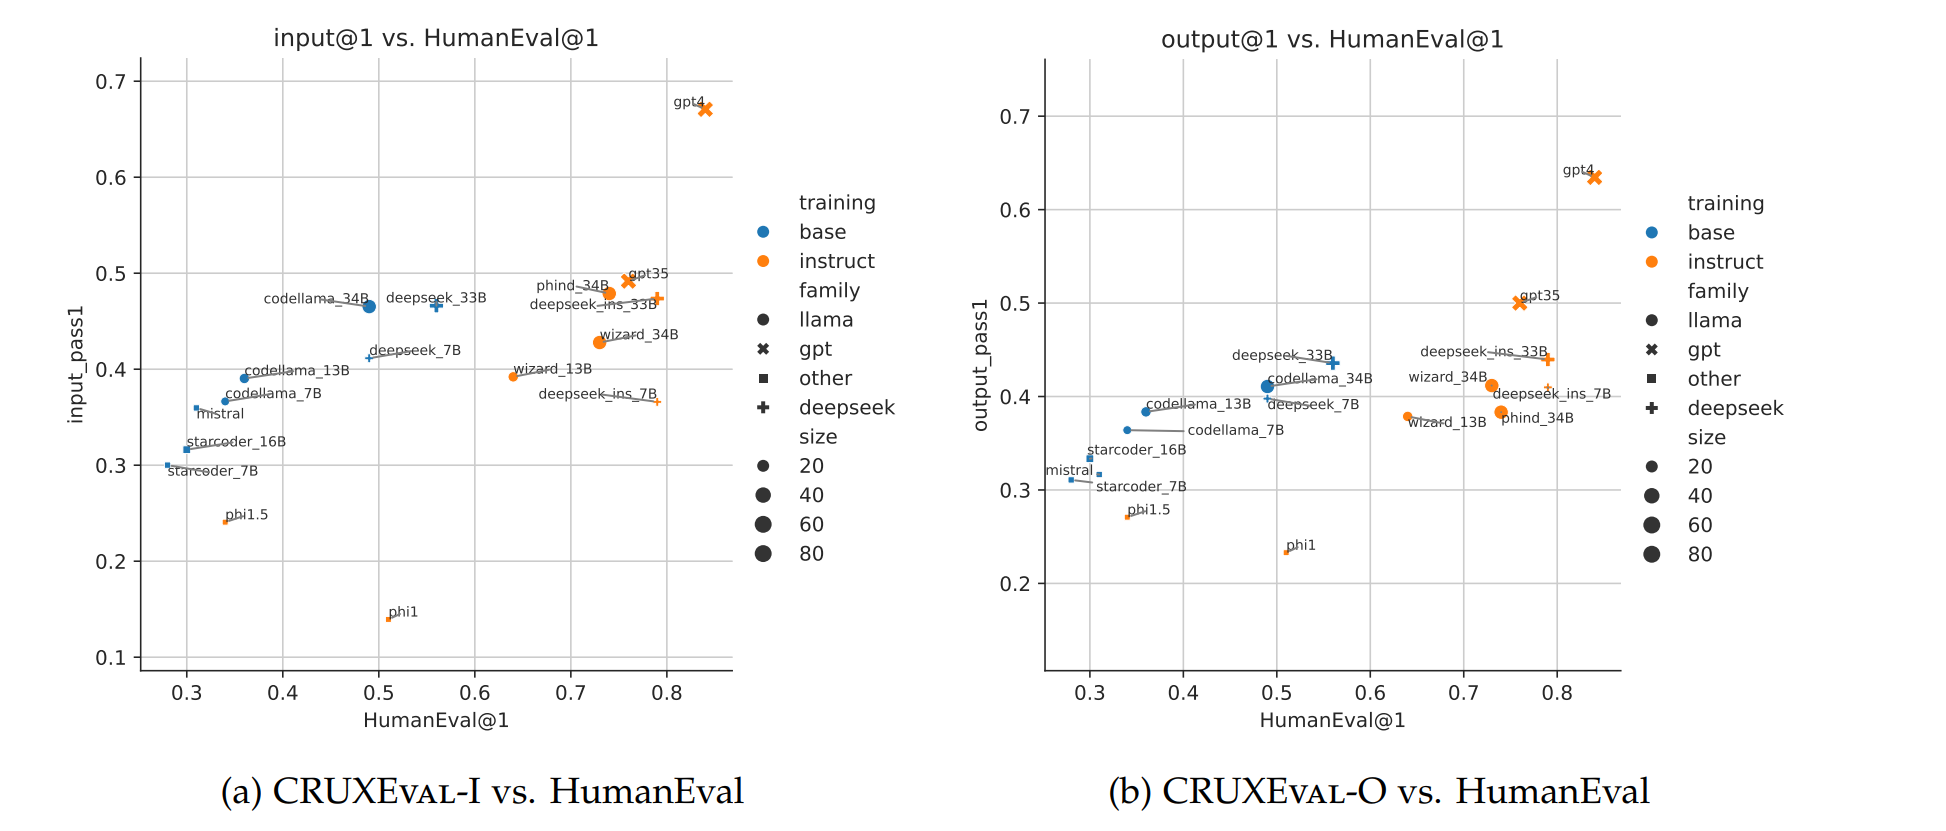 input@1 vs. HumanEval@1
0.7
0.6
0.5
0.4
0.3
0.2
0.1
input_pass1
gpt4
gpt35
phind_34B
codellama_34B
deepseek_33B
deepseek_ins_33B
wizard_34B
deepseek_7B
codellama_13B
wizard_13B
codellama_7B
deepseek_ins_7B
mistral
starcoder_16B
starcoder_7B
phi1.5
phi1
0.3
0.4
0.5
0.6
0.7
0.8
HumanEval@1
training
base
instruct
family
llama
gpt
other
deepseek
size
20
40
60
80
(a) CRUXEVAL-I vs. HumanEval
output@1 vs. HumanEval@1
0.7
0.6
0.5
0.4
0.3
0.2
output_pass1
gpt4
gpt35
deepseek_33B
deepseek_ins_33B
codellama_34B
wizard_34B
deepseek_ins_7B
codellama_13B
deepseek_7B
wizard_13B
phind_34B
codellama_7B
starcoder_16B
mistral
starcoder_7B
phi1.5
phi1
0.3
0.4
0.5
0.6
0.7
0.8
HumanEval@1
training
base
instruct
family
llama
gpt
other
deepseek
size
20
40
60
80
(b) CRUXEVAL-O vs. HumanEval